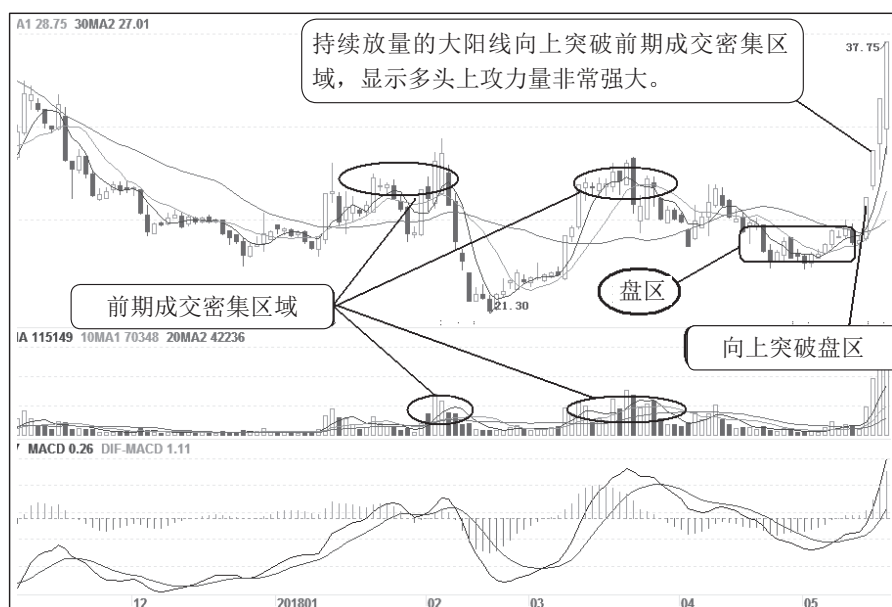 A1 28.75 30MA2 27.01
持续放量的大阳线向上突破前期成交密集区
域，显示多头上攻力量非常强大。
37.75
前期成交密集区域
21.30
盘区
向上突破盘区
MA 115149 10MA1 70348 20MA2 42236
MACD 0.26 DIF-MACD 1.11
12 201801 02 03 04 05